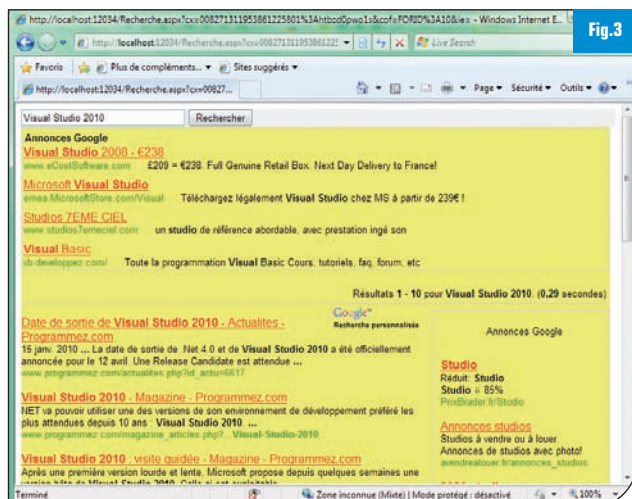 http://localhost:12034/Recherche.aspx?cx=008271311953861225801%3Ahtbzd0pwo1s&cof=FORID%3A10&ie= - Windows Internet E...
Fig.3
Live Search
Favoris
Plus de compléments...
Sites suggérés
http://localhost:12034/Recherche.aspx?cx=00827...
Page
Sécurité
Outils
Visual Studio 2010
Rechercher
Annonces Google
Visual Studio 2008 - €238
www.eCostSoftware.com £209 = €238. Full Genuine Retail Box. Next Day Delivery to France!
Microsoft Visual Studio
emea.MicrosoftStore.com/Visual Téléchargez légalement Visual Studio chez MS à partir de 239€ !
Studios 7EME CIEL
www.studios7emeciel.com un studio de référence abordable, avec prestation ingé son
Visual Basic
vb.developpez.com/ Toute la programmation Visual Basic Cours, tutoriels, faq, forum, etc
Résultats 1 - 10 pour Visual Studio 2010. (0,29 secondes)
Google™
Recherche personnalisée
Date de sortie de Visual Studio 2010 - Actualites -
Programmez.com
15 janv. 2010 ... La date de sortie de .Net 4.0 et de Visual Studio 2010 a été officiellement
annoncée pour le 12 avril. Une Release Candidate est attendue ...
www.programmez.com/actualites.php?id_actu=6617
Visual Studio 2010 - Magazine - Programmez.com
NET va pouvoir utiliser une des versions de son environnement de développement préféré les
plus attendues depuis 10 ans : Visual Studio 2010. ...
www.programmez.com/magazine_articles.php?...Visual-Studio-2010
Visual Studio 2010 : visite guidée - Magazine - Programmez.com
Après une première version lourde et lente, Microsoft propose depuis quelques semaines une
Annonces Google
Studio
Réduit: Studio
Studio ⇓ 85%
PrixBrader.fr/Studio
Annonces studios
Studios à vendre ou à louer.
Annonces de studios avec photo!
avendrealouer.fr/annonces_studios
Terminé
Zone inconnue (Mixte) | Mode protégé : désactivé
100%